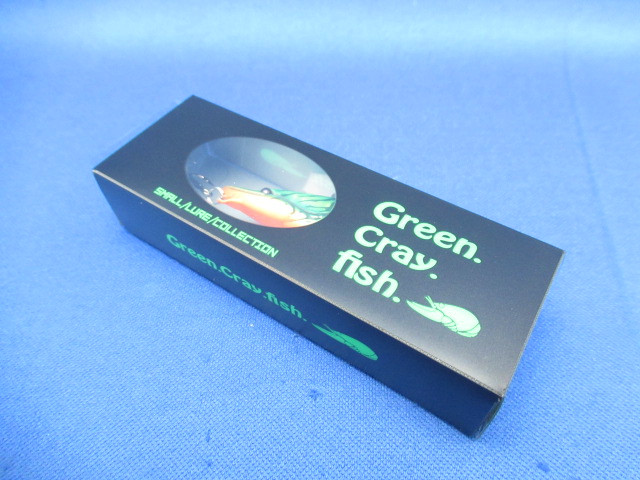 SMALL/LURE/COLLECTION
Green.
Cray.
fish.
Green.Cray.fish.